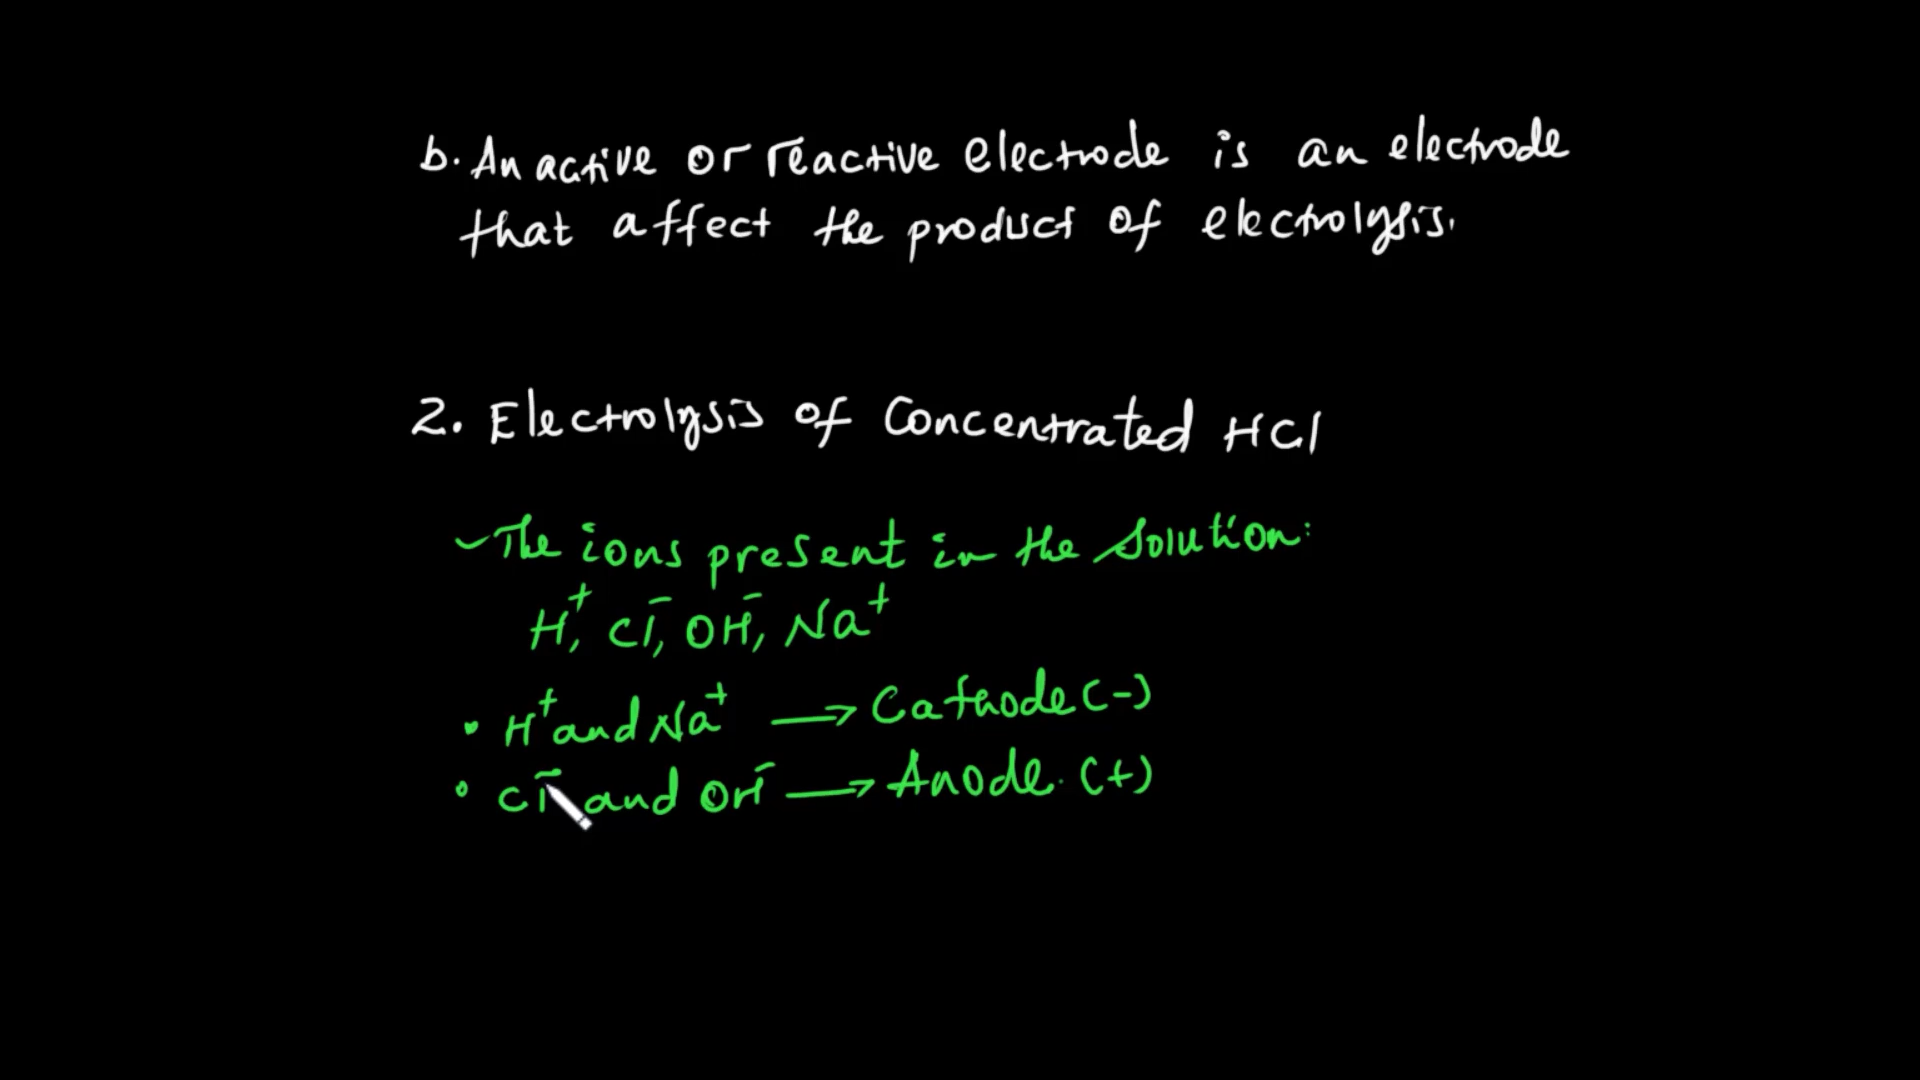 b. An active or reactive electrode is an electrode
that affect the product of electrolysis.
2. Electrolysis of Concentrated HCl
The ions present in the solution:
H⁺, Cl⁻, OH⁻, Na⁺
• H⁺ and Na⁺ → Cathode (-)
• Cl⁻ and OH⁻ → Anode. (+)